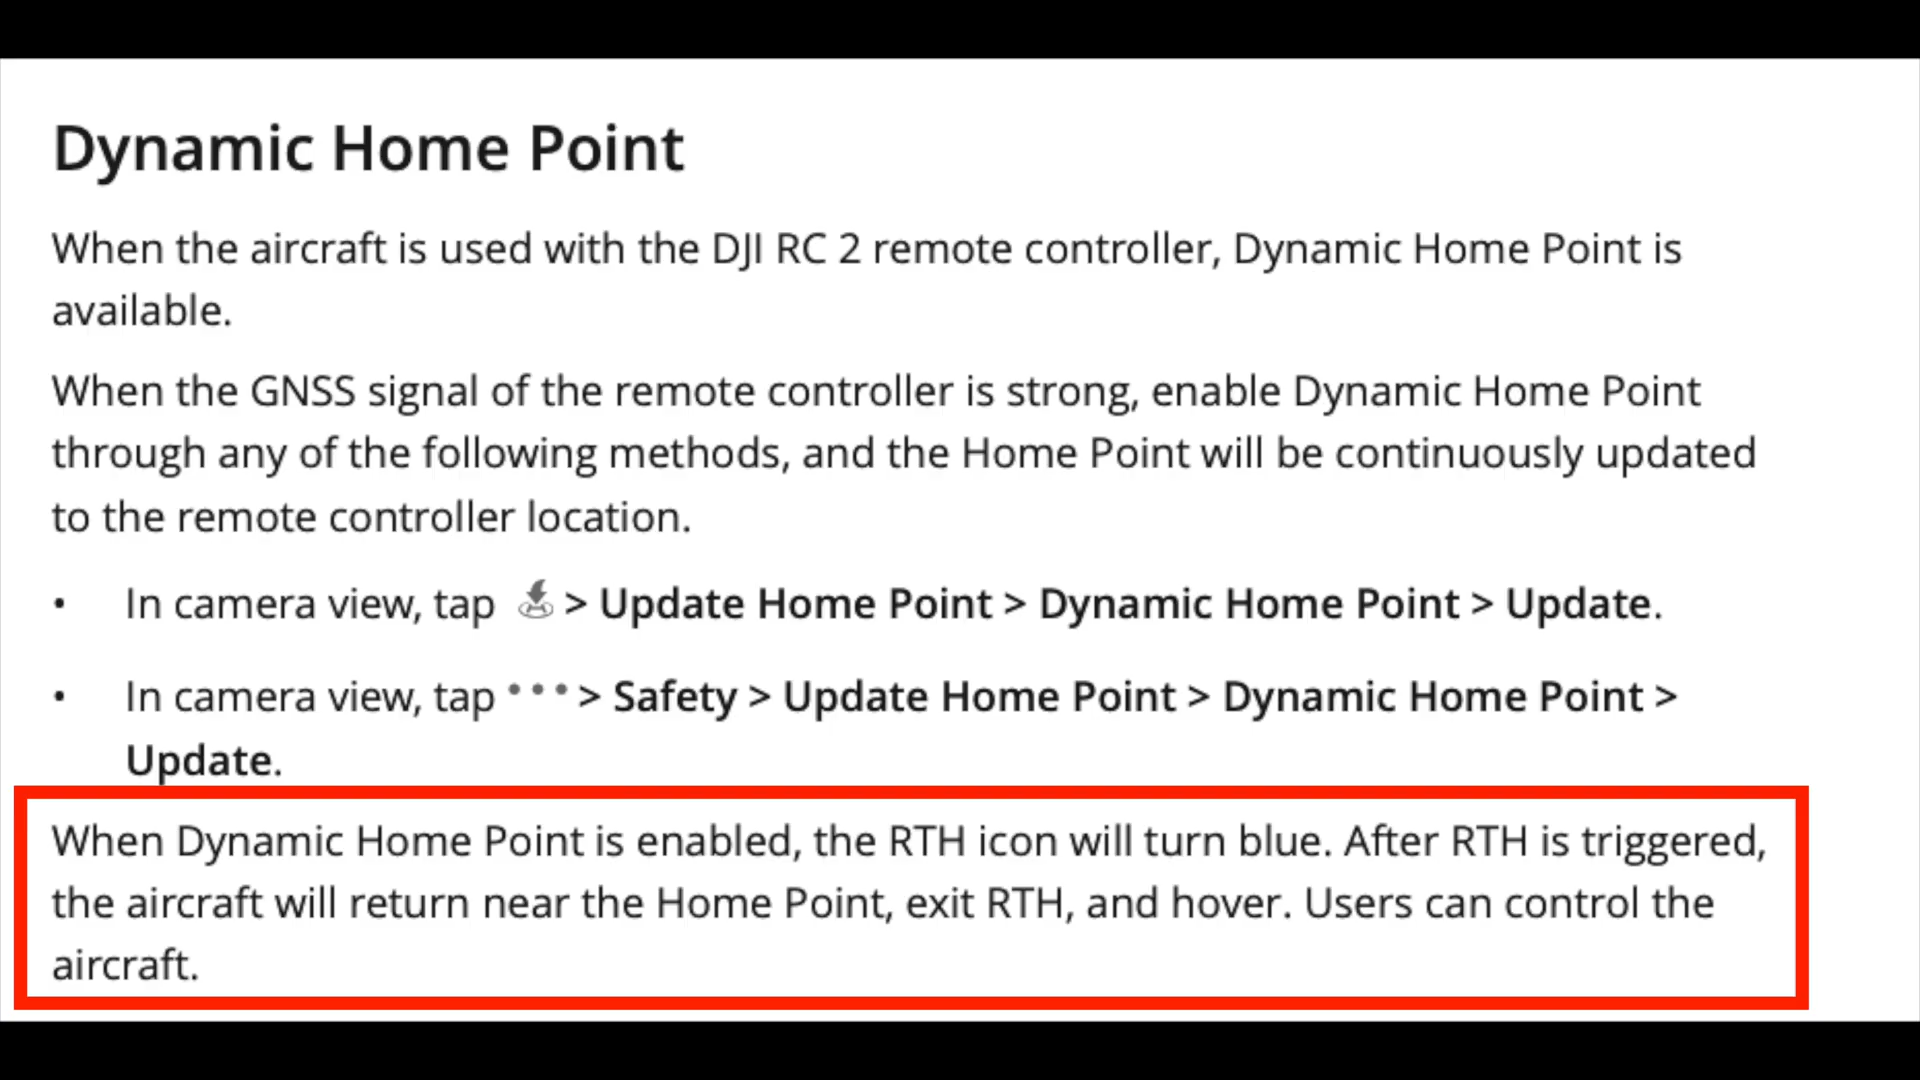 Dynamic Home Point
When the aircraft is used with the DJI RC 2 remote controller, Dynamic Home Point is
available.
When the GNSS signal of the remote controller is strong, enable Dynamic Home Point
through any of the following methods, and the Home Point will be continuously updated
to the remote controller location.
• In camera view, tap > Update Home Point > Dynamic Home Point > Update.
• In camera view, tap ••• > Safety > Update Home Point > Dynamic Home Point >
Update.
When Dynamic Home Point is enabled, the RTH icon will turn blue. After RTH is triggered,
the aircraft will return near the Home Point, exit RTH, and hover. Users can control the
aircraft.